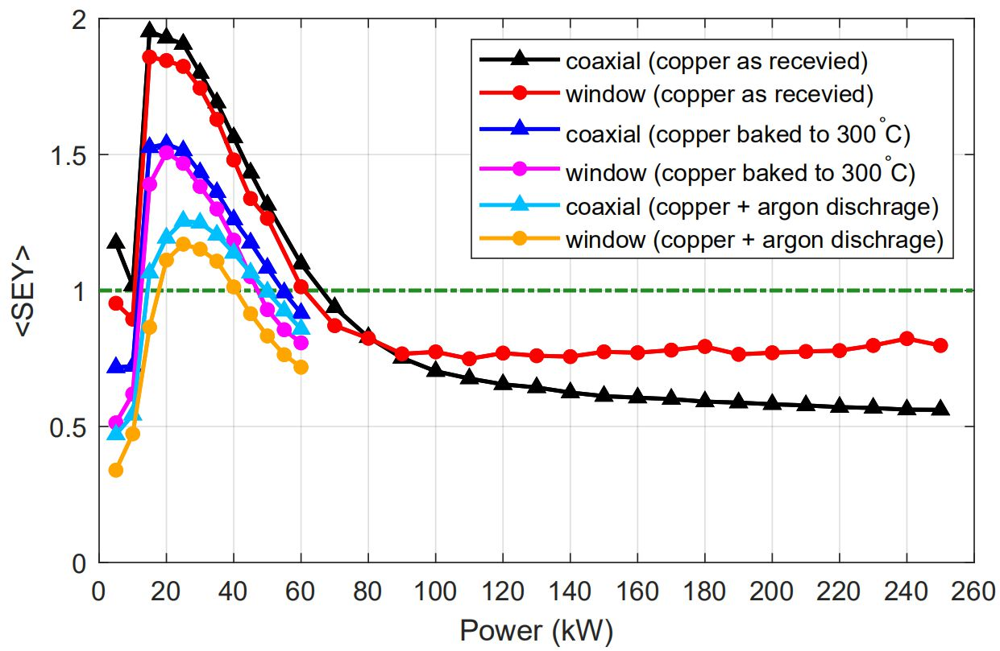 2
1.5
1
0.5
0
<SEY>
coaxial (copper as recevied)
window (copper as recevied)
coaxial (copper baked to 300°C)
window (copper baked to 300°C)
coaxial (copper + argon dischrage)
window (copper + argon dischrage)
0 20 40 60 80 100 120 140 160 180 200 220 240 260
Power (kW)